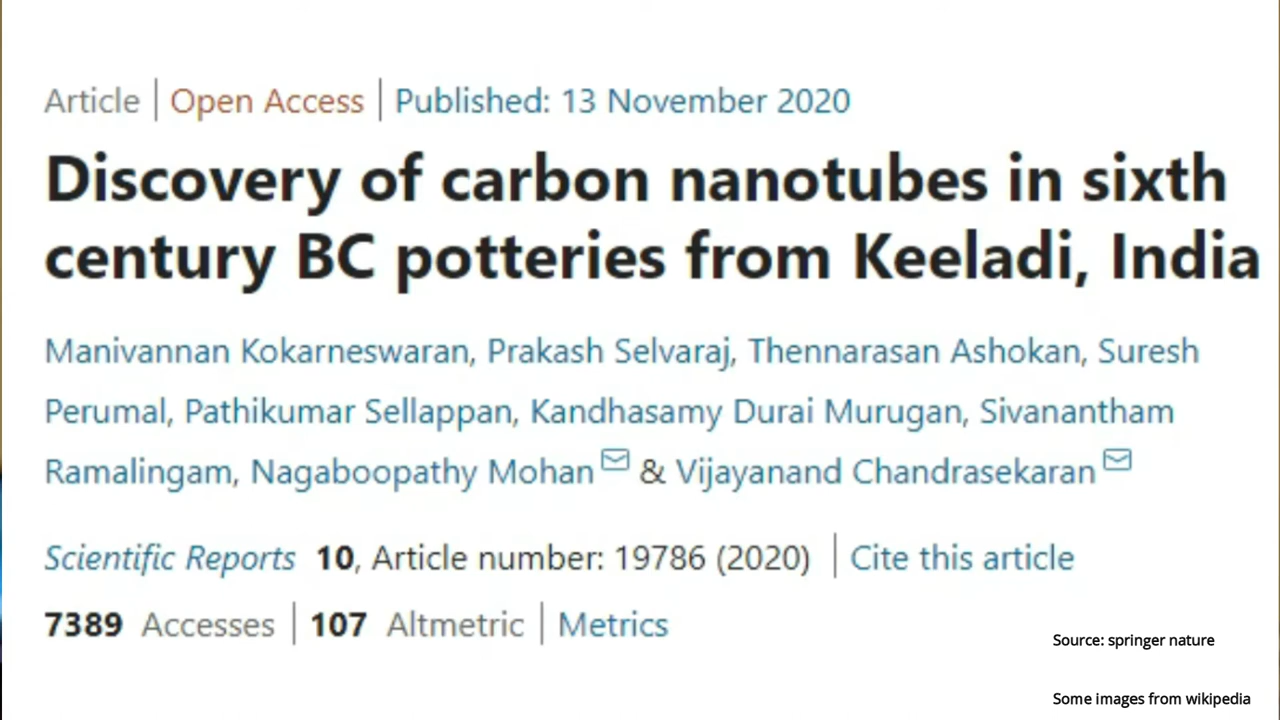 Article | Open Access | Published: 13 November 2020
Discovery of carbon nanotubes in sixth
century BC potteries from Keeladi, India
Manivannan Kokarneswaran, Prakash Selvaraj, Thennarasan Ashokan, Suresh
Perumal, Pathikumar Sellappan, Kandhasamy Durai Murugan, Sivanantham
Ramalingam, Nagaboopathy Mohan & Vijayanand Chandrasekaran
Scientific Reports 10, Article number: 19786 (2020) | Cite this article
7389 Accesses | 107 Altmetric | Metrics
Source: springer nature
Some images from wikipedia